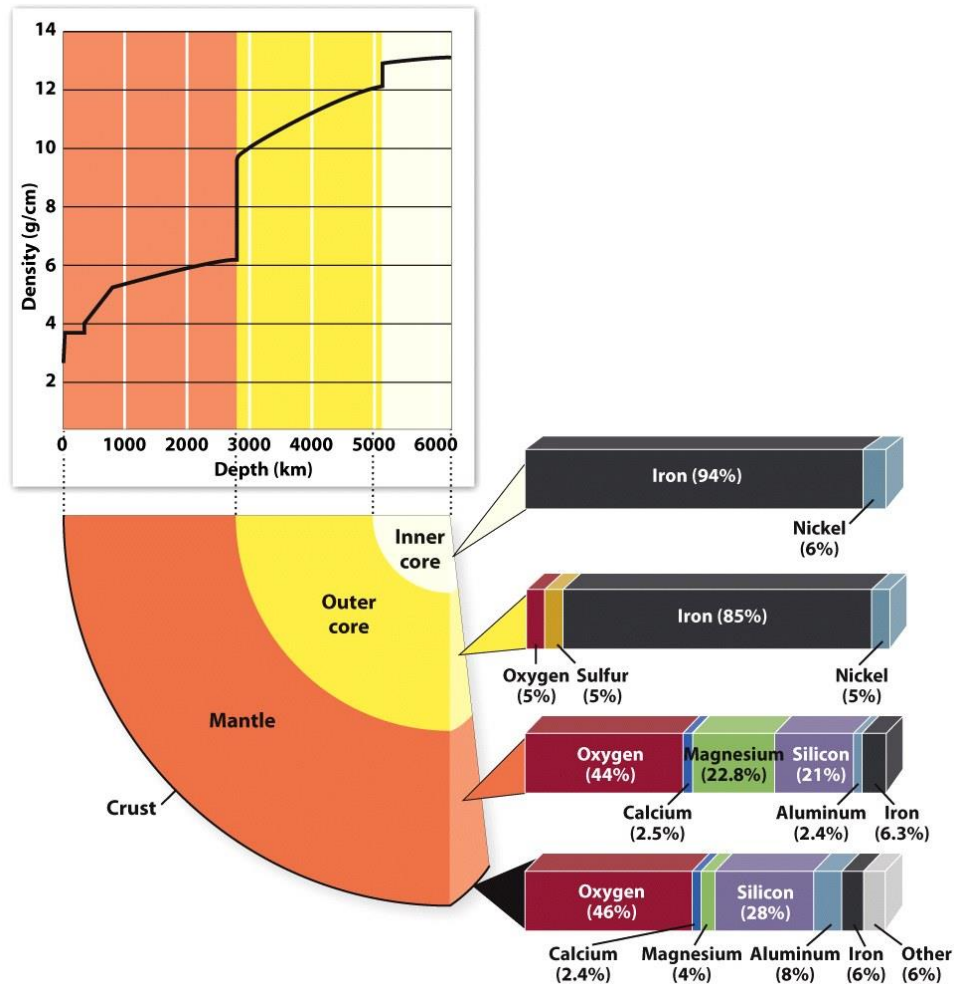 14
12
10
8
6
4
2
Density (g/cm)
0 1000 2000 3000 4000 5000 6000
Depth (km)
Inner
core
Outer
core
Mantle
Crust
Iron (94%)
Nickel
(6%)
Iron (85%)
Oxygen
(5%)
Sulfur
(5%)
Nickel
(5%)
Oxygen
(44%)
Magnesium
(22.8%)
Silicon
(21%)
Calcium
(2.5%)
Aluminum
(2.4%)
Iron
(6.3%)
Oxygen
(46%)
Silicon
(28%)
Calcium
(2.4%)
Magnesium
(4%)
Aluminum
(8%)
Iron
(6%)
Other
(6%)